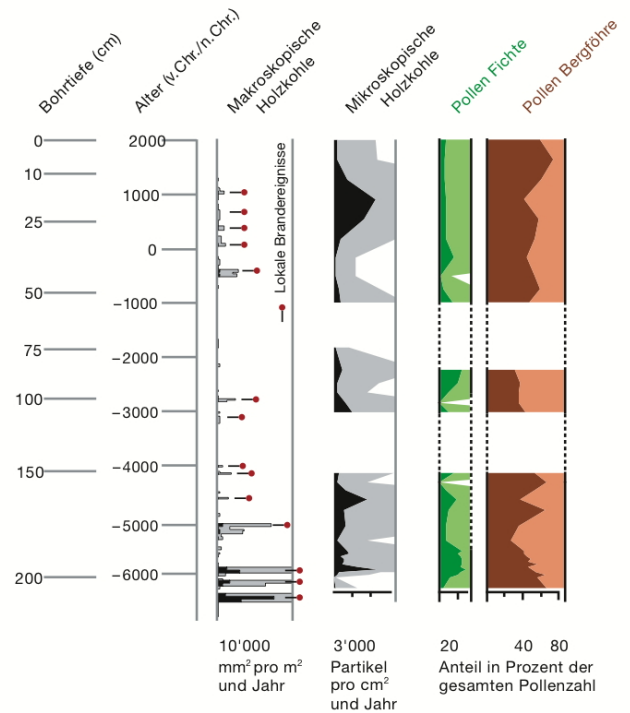 Bohrtiefe (cm)
Alter (v.Chr./n.Chr.)
Makroskopische
Holzkohle
Mikroskopische
Holzkohle
Pollen Fichte
Pollen Bergföhre
Lokale Brandereignisse
0
10
25
50
75
100
150
200
2000
1000
0
-1000
-2000
-3000
-4000
-5000
-6000
10'000
mm² pro m²
und Jahr
3'000
Partikel
pro cm²
und Jahr
20
40 80
Anteil in Prozent der
gesamten Pollenzahl